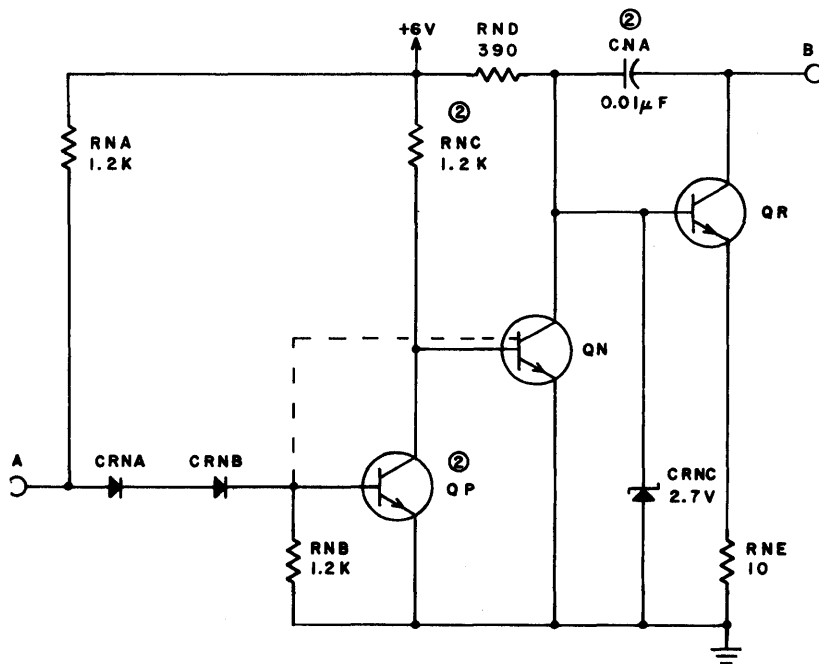 +6V
RND
390
②
CNA
0.01μF
B
RNA
1.2K
②
RNC
1.2K
QR
QN
A
CRNA
CRNB
②
QP
CRNC
2.7V
RNB
1.2K
RNE
10